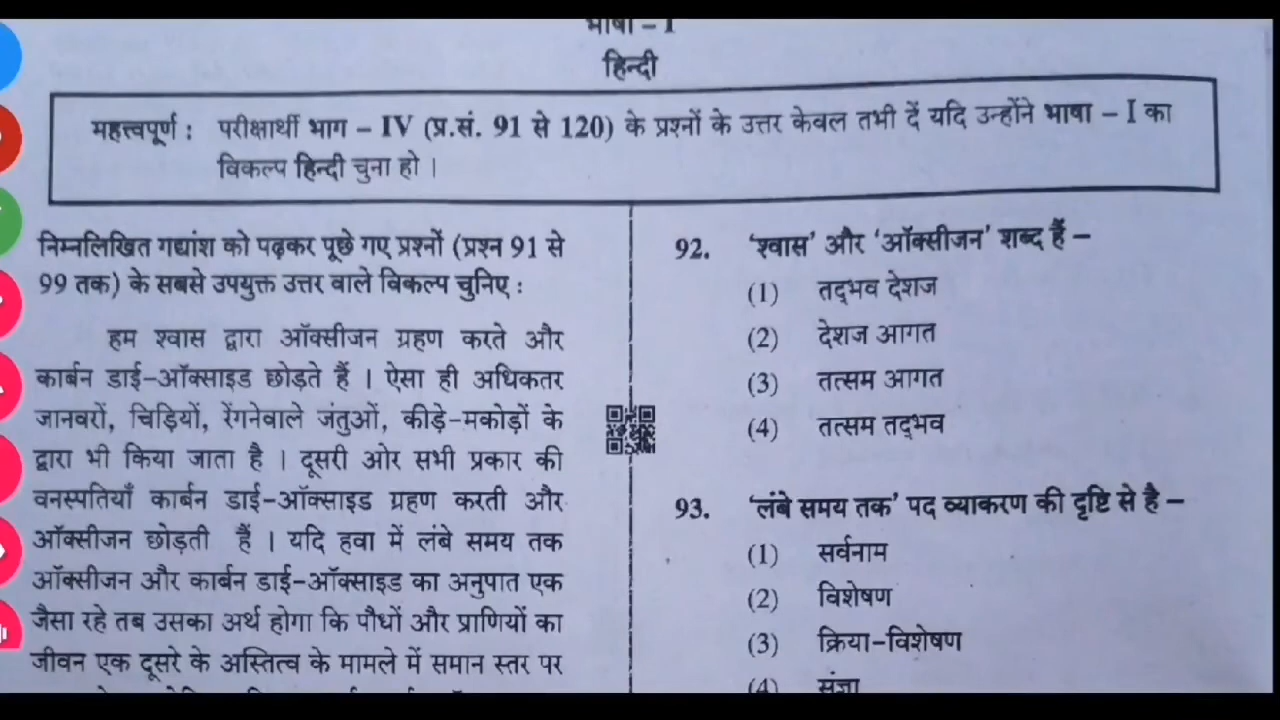 भाषा – I
हिन्दी
महत्त्वपूर्ण : परीक्षार्थी भाग – IV (प्र.सं. 91 से 120) के प्रश्नों के उत्तर केवल तभी दें यदि उन्होंने भाषा – I का
विकल्प हिन्दी चुना हो ।
निम्नलिखित गद्यांश को पढ़कर पूछे गए प्रश्नों (प्रश्न 91 से
99 तक) के सबसे उपयुक्त उत्तर वाले विकल्प चुनिए :
हम श्वास द्वारा ऑक्सीजन ग्रहण करते और
कार्बन डाई-ऑक्साइड छोड़ते हैं । ऐसा ही अधिकतर
जानवरों, चिड़ियों, रेंगनेवाले जंतुओं, कीड़े-मकोड़ों के
द्वारा भी किया जाता है । दूसरी ओर सभी प्रकार की
वनस्पतियाँ कार्बन डाई-ऑक्साइड ग्रहण करती और
ऑक्सीजन छोड़ती हैं । यदि हवा में लंबे समय तक
ऑक्सीजन और कार्बन डाई-ऑक्साइड का अनुपात एक
जैसा रहे तब उसका अर्थ होगा कि पौधों और प्राणियों का
जीवन एक दूसरे के अस्तित्व के मामले में समान स्तर पर
92. 'श्वास' और 'ऑक्सीजन' शब्द हैं –
(1) तद्‌भव देशज
(2) देशज आगत
(3) तत्सम आगत
(4) तत्सम तद्‌भव
93. 'लंबे समय तक' पद व्याकरण की दृष्टि से है –
(1) सर्वनाम
(2) विशेषण
(3) क्रिया-विशेषण
(4) संज्ञा